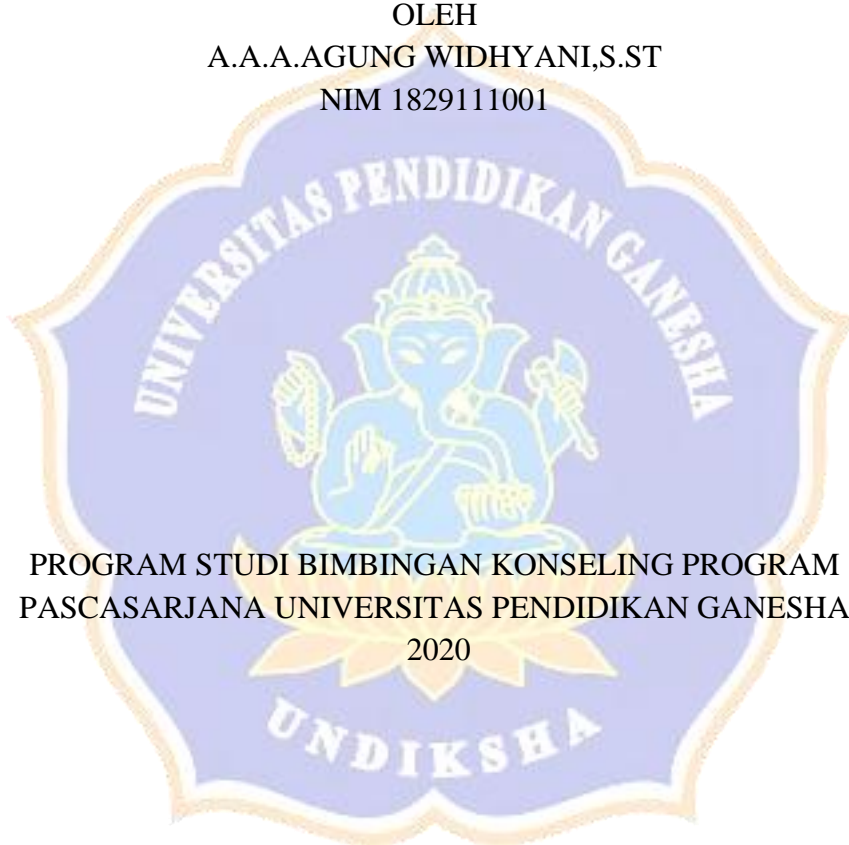 OLEH
A.A.A.AGUNG WIDHYANI,S.ST
NIM 1829111001
UNIVERSITAS PENDIDIKAN GANESHA
PROGRAM STUDI BIMBINGAN KONSELING PROGRAM
PASCASARJANA UNIVERSITAS PENDIDIKAN GANESHA
2020
UNDIKSHA